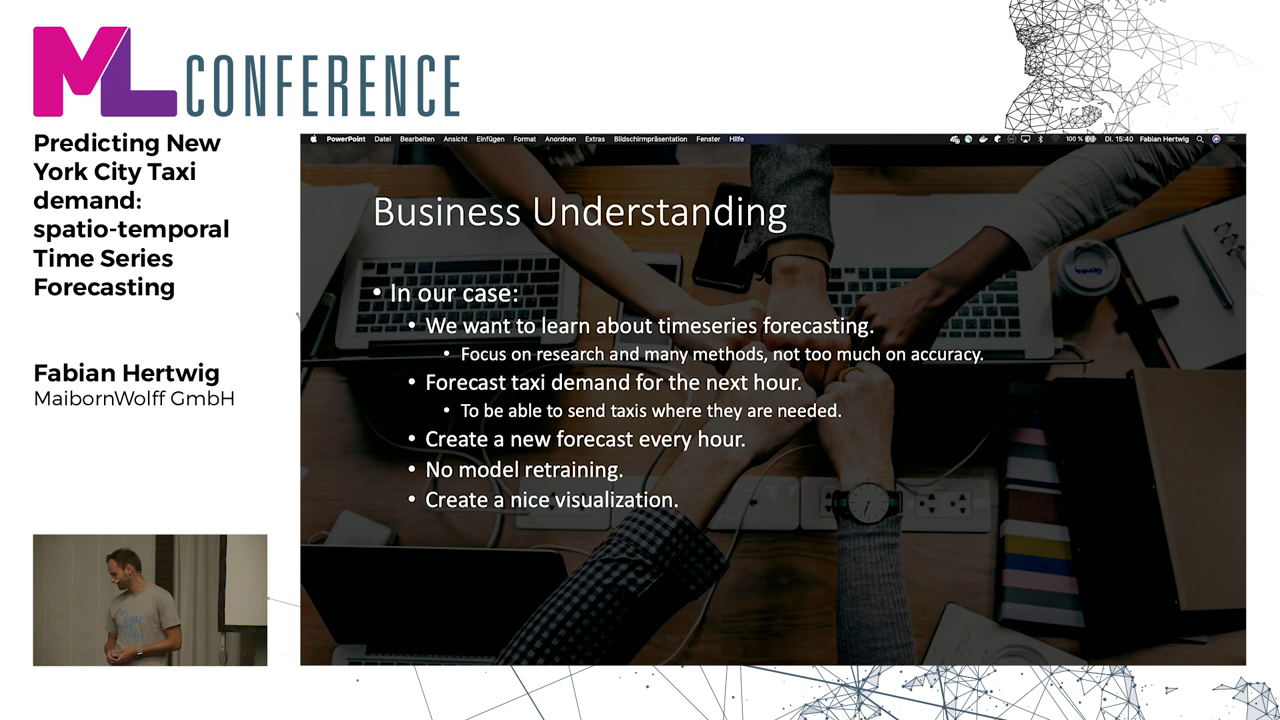 ML CONFERENCE
Predicting New
York City Taxi
demand:
spatio-temporal
Time Series
Forecasting
Fabian Hertwig
MaibornWolff GmbH
PowerPoint Datei Bearbeiten Ansicht Einfügen Format Anordnen Extras Bildschirmpräsentation Fenster Hilfe
100 % Di. 15:40 Fabian Hertwig
Business Understanding
• In our case:
• We want to learn about timeseries forecasting.
• Focus on research and many methods, not too much on accuracy.
• Forecast taxi demand for the next hour.
• To be able to send taxis where they are needed.
• Create a new forecast every hour.
• No model retraining.
• Create a nice visualization.